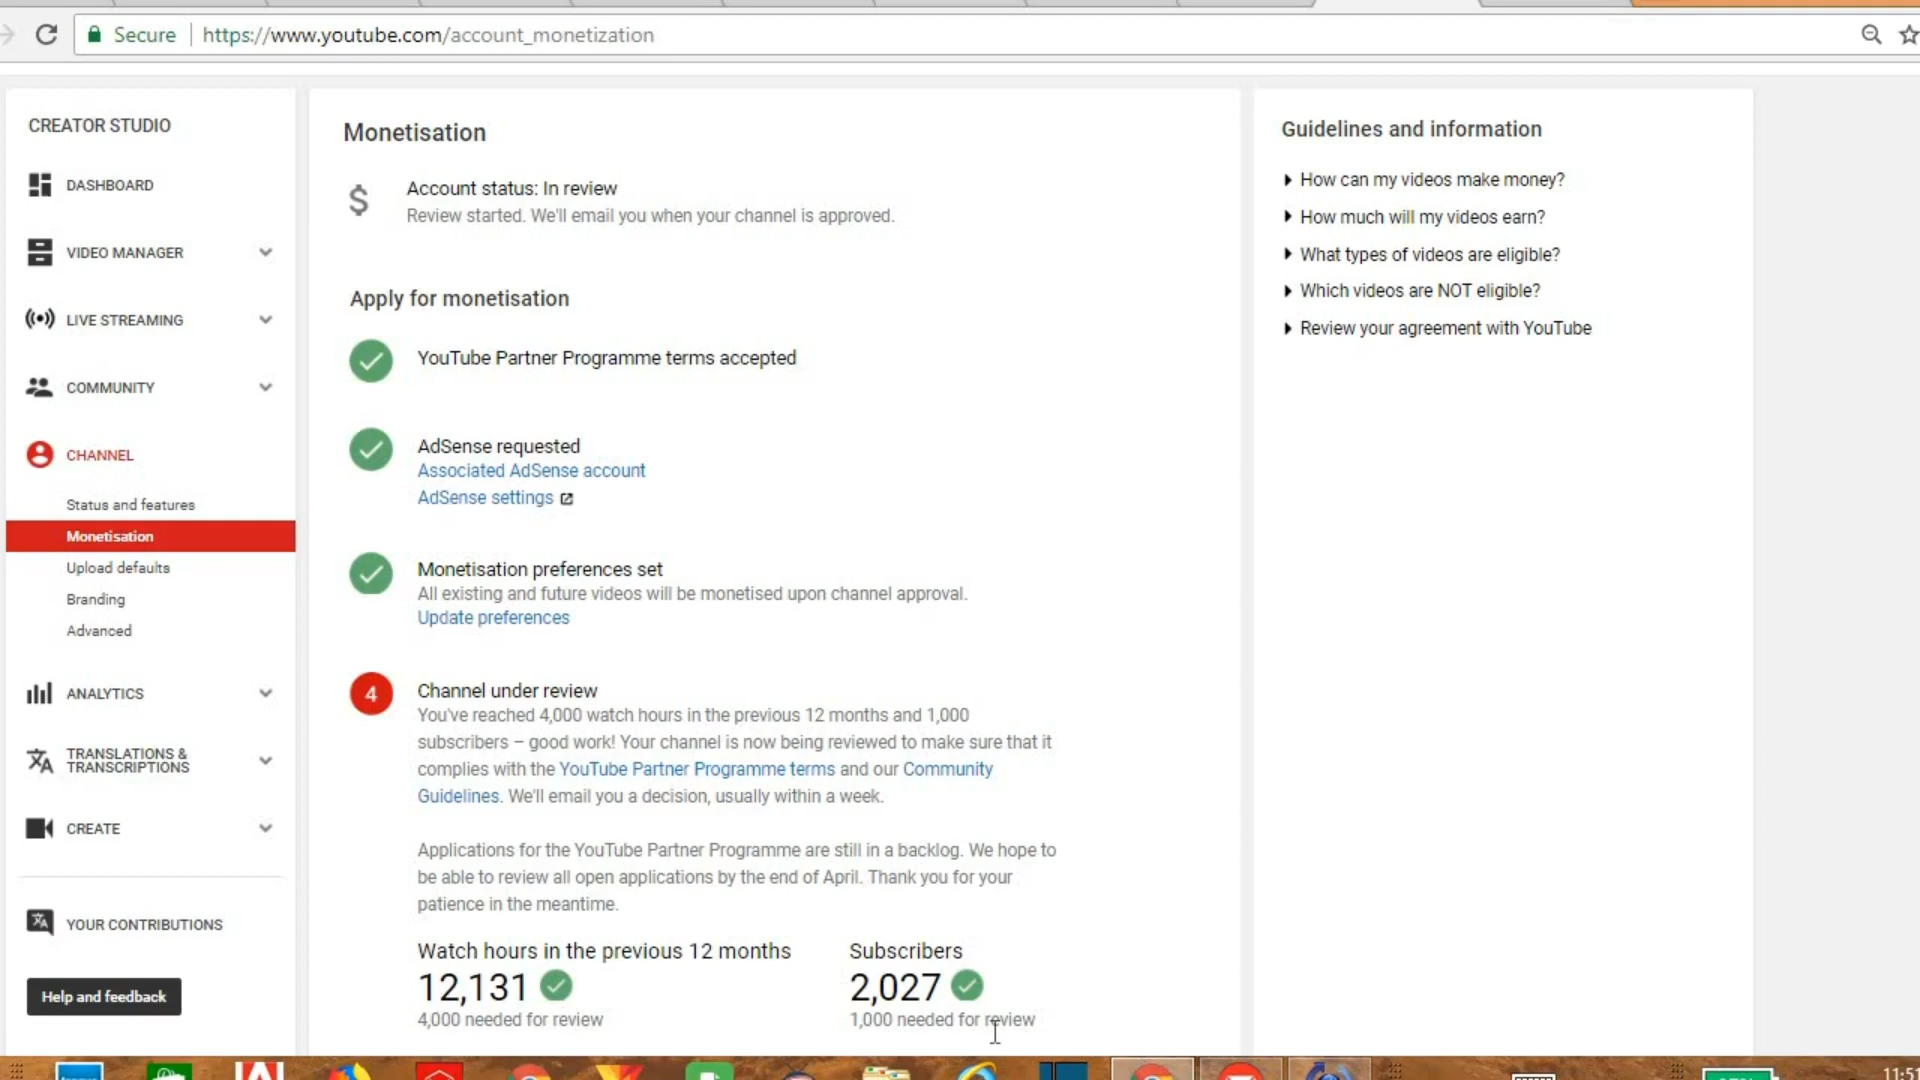 Secure
https://www.youtube.com/account_monetization
CREATOR STUDIO
DASHBOARD
VIDEO MANAGER
LIVE STREAMING
COMMUNITY
CHANNEL
Status and features
Monetisation
Upload defaults
Branding
Advanced
ANALYTICS
TRANSLATIONS &
TRANSCRIPTIONS
CREATE
YOUR CONTRIBUTIONS
Help and feedback
Monetisation
Account status: In review
Review started. We'll email you when your channel is approved.
Apply for monetisation
YouTube Partner Programme terms accepted
AdSense requested
Associated AdSense account
AdSense settings
Monetisation preferences set
All existing and future videos will be monetised upon channel approval.
Update preferences
4
Channel under review
You've reached 4,000 watch hours in the previous 12 months and 1,000
subscribers – good work! Your channel is now being reviewed to make sure that it
complies with the YouTube Partner Programme terms and our Community
Guidelines. We'll email you a decision, usually within a week.
Applications for the YouTube Partner Programme are still in a backlog. We hope to
be able to review all open applications by the end of April. Thank you for your
patience in the meantime.
Watch hours in the previous 12 months
12,131
4,000 needed for review
Subscribers
2,027
1,000 needed for review
Guidelines and information
How can my videos make money?
How much will my videos earn?
What types of videos are eligible?
Which videos are NOT eligible?
Review your agreement with YouTube